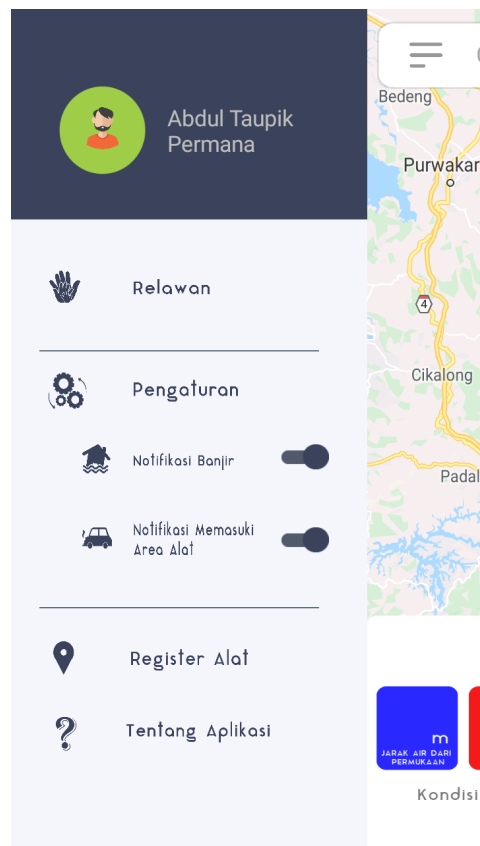 Abdul Taupik
Permana
Relawan
Pengaturan
Notifikasi Banjir
Notifikasi Memasuki
Area Alat
Register Alat
Tentang Aplikasi
Bedeng
Purwakar
4
Cikalong
Padal
m
JARAK AIR DARI
PERMUKAAN
Kondisi